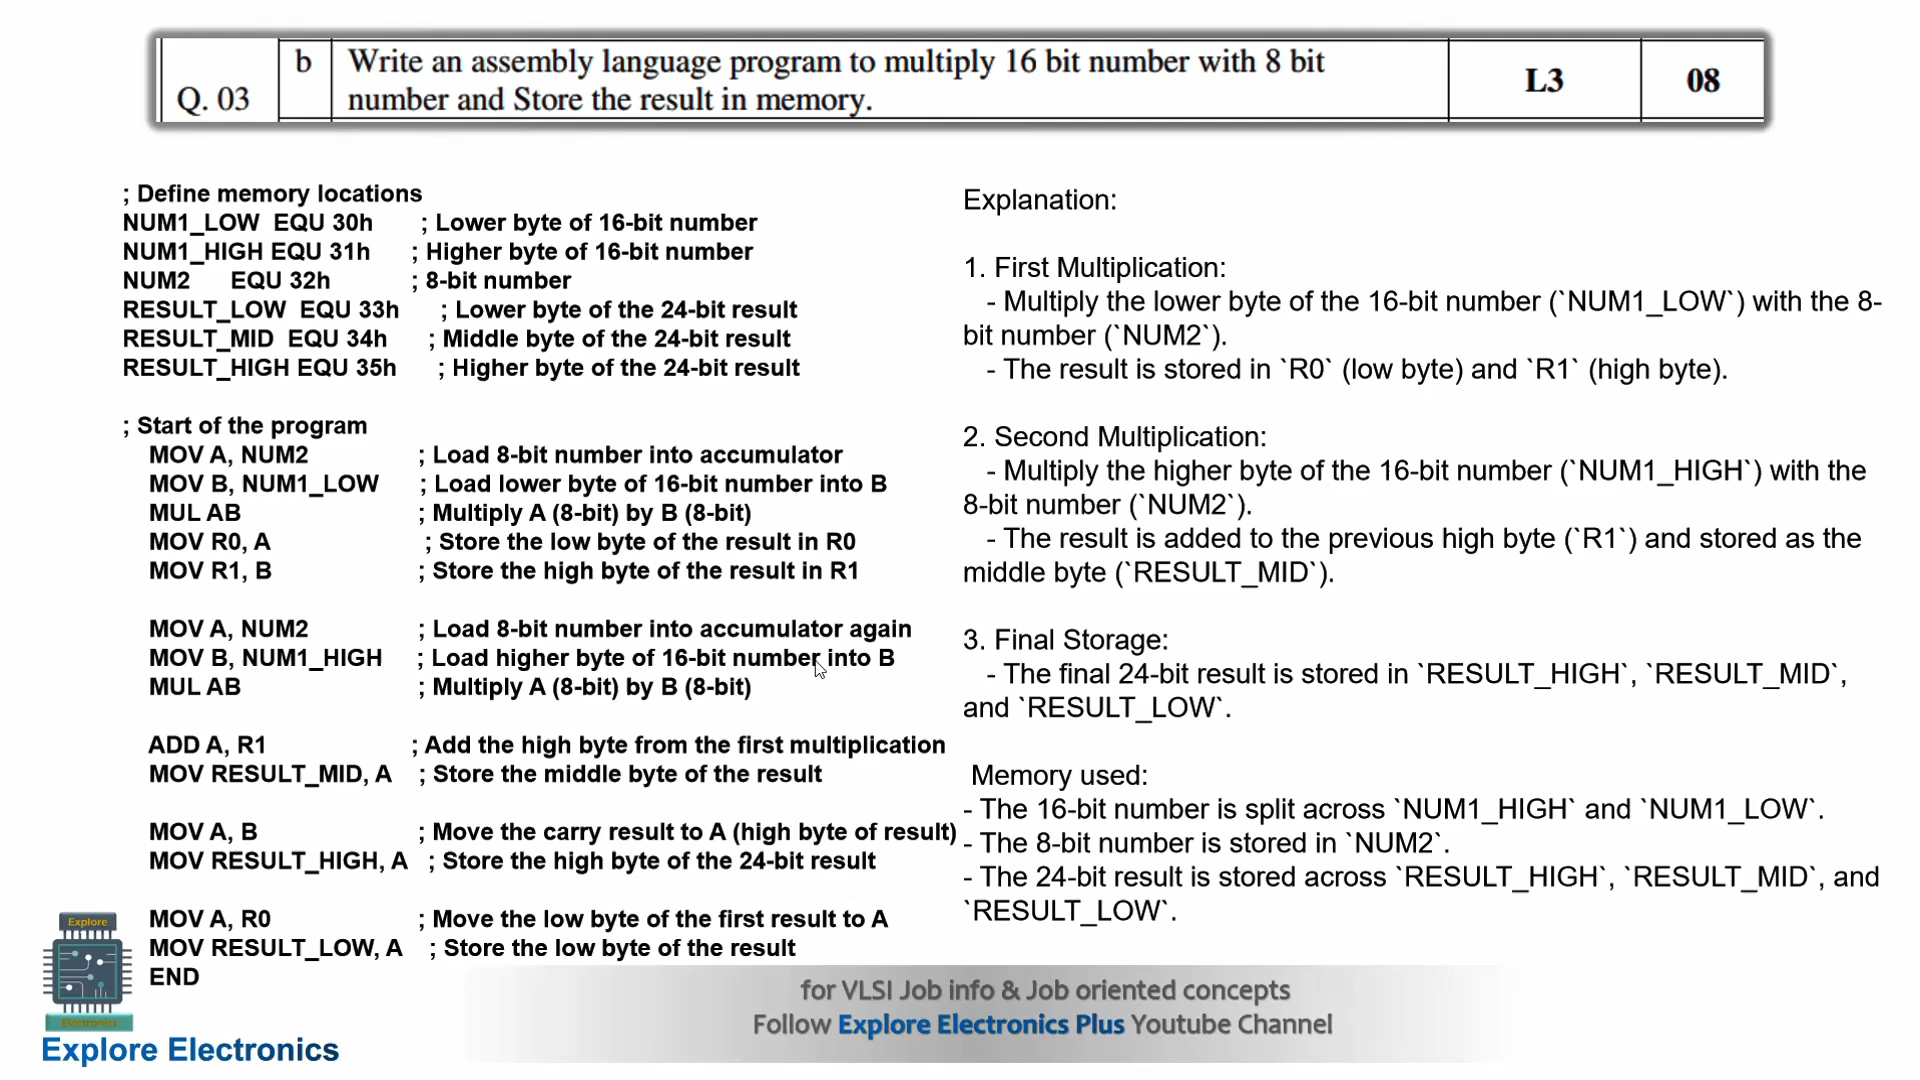 Q. 03
b
Write an assembly language program to multiply 16 bit number with 8 bit
number and Store the result in memory.
L3
08
; Define memory locations
NUM1_LOW EQU 30h ; Lower byte of 16-bit number
NUM1_HIGH EQU 31h ; Higher byte of 16-bit number
NUM2 EQU 32h ; 8-bit number
RESULT_LOW EQU 33h ; Lower byte of the 24-bit result
RESULT_MID EQU 34h ; Middle byte of the 24-bit result
RESULT_HIGH EQU 35h ; Higher byte of the 24-bit result
; Start of the program
MOV A, NUM2 ; Load 8-bit number into accumulator
MOV B, NUM1_LOW ; Load lower byte of 16-bit number into B
MUL AB ; Multiply A (8-bit) by B (8-bit)
MOV R0, A ; Store the low byte of the result in R0
MOV R1, B ; Store the high byte of the result in R1
MOV A, NUM2 ; Load 8-bit number into accumulator again
MOV B, NUM1_HIGH ; Load higher byte of 16-bit number into B
MUL AB ; Multiply A (8-bit) by B (8-bit)
ADD A, R1 ; Add the high byte from the first multiplication
MOV RESULT_MID, A ; Store the middle byte of the result
MOV A, B ; Move the carry result to A (high byte of result)
MOV RESULT_HIGH, A ; Store the high byte of the 24-bit result
MOV A, R0 ; Move the low byte of the first result to A
MOV RESULT_LOW, A ; Store the low byte of the result
END
Explanation:
1. First Multiplication:
- Multiply the lower byte of the 16-bit number (`NUM1_LOW`) with the 8-
bit number (`NUM2`).
- The result is stored in `R0` (low byte) and `R1` (high byte).
2. Second Multiplication:
- Multiply the higher byte of the 16-bit number (`NUM1_HIGH`) with the
8-bit number (`NUM2`).
- The result is added to the previous high byte (`R1`) and stored as the
middle byte (`RESULT_MID`).
3. Final Storage:
- The final 24-bit result is stored in `RESULT_HIGH`, `RESULT_MID`,
and `RESULT_LOW`.
Memory used:
- The 16-bit number is split across `NUM1_HIGH` and `NUM1_LOW`.
- The 8-bit number is stored in `NUM2`.
- The 24-bit result is stored across `RESULT_HIGH`, `RESULT_MID`, and
`RESULT_LOW`.
Explore
Electronics
Explore Electronics
for VLSI Job info & Job oriented concepts
Follow Explore Electronics Plus Youtube Channel